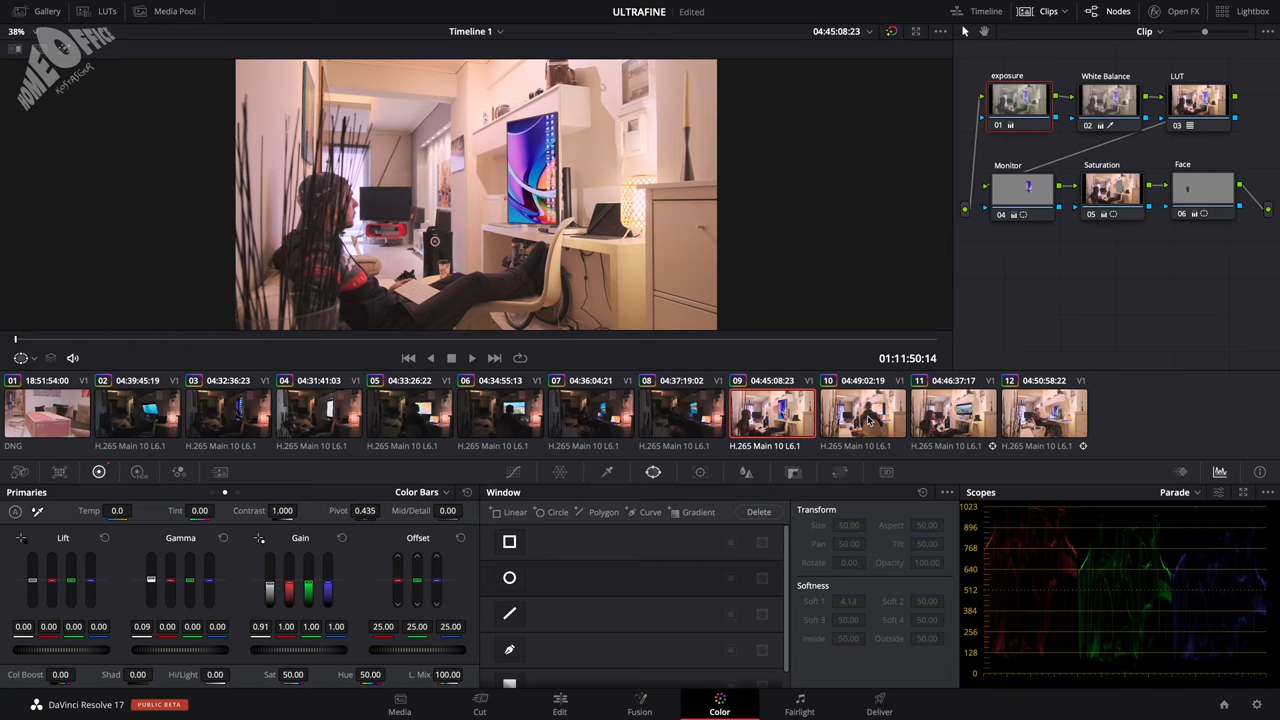 Gallery LUTs Media Pool ULTRAFINE Edited Timeline Clips Nodes Open FX Lightbox
38% Timeline 1 04:45:08:23 Clip
HOMEOFFICE
KOSTASGUR
exposure White Balance LUT
01 02 03
Monitor Saturation Face
04 05 06
01:11:50:14
01 18:51:54:00 V1 02 04:39:45:19 V1 03 04:32:36:23 V1 04 04:31:41:03 V1 05 04:33:26:22 V1 06 04:34:55:13 V1 07 04:36:04:21 V1 08 04:37:19:02 V1 09 04:45:08:23 V1 10 04:49:02:19 V1 11 04:46:37:17 V1 12 04:50:58:22 V1
DNG H.265 Main 10 L6.1 H.265 Main 10 L6.1 H.265 Main 10 L6.1 H.265 Main 10 L6.1 H.265 Main 10 L6.1 H.265 Main 10 L6.1 H.265 Main 10 L6.1 H.265 Main 10 L6.1 H.265 Main 10 L6.1 H.265 Main 10 L6.1 H.265 Main 10 L6.1
Primaries Color Bars Window Scopes Parade
Temp 0.0 Tint 0.00 Contrast 1.000 Pivot 0.435 Mid/Detail 0.00
Lift Gamma Gain Offset
0.00 0.00 0.00 0.00 0.09 0.00 0.00 0.00 0.91 1.00 1.00 1.00 25.00 25.00 25.00
Col Boost 0.00 Shad 0.00 Hi/Light 0.00 Sat 50.00 Hue 50.00 L. Mix 100.00
Linear Circle Polygon Curve Gradient Delete
Transform
Size 50.00 Aspect 50.00
Pan 50.00 Tilt 50.00
Rotate 0.00 Opacity 100.00
Softness
Soft 1 4.13 Soft 2 50.00
Soft 3 50.00 Soft 4 50.00
Inside 50.00 Outside 50.00
1023
896
768
640
512
384
256
128
0
DaVinci Resolve 17 PUBLIC BETA Media Cut Edit Fusion Color Fairlight Deliver